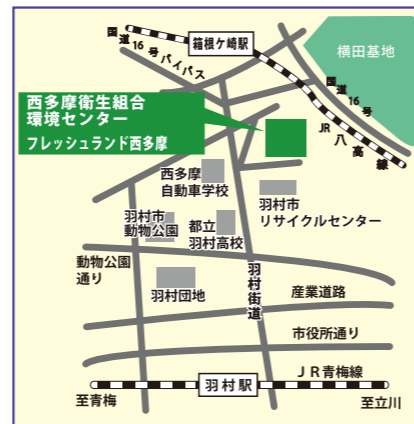 国道16号バイパス
箱根ケ崎駅
横田基地
国道16号
JR八高線
西多摩衛生組合
環境センター
フレッシュランド西多摩
西多摩
自動車学校
羽村市
リサイクルセンター
羽村市
動物公園
都立
羽村高校
動物公園
通り
羽村団地
羽村街道
産業道路
市役所通り
JR青梅線
羽村駅
至青梅
至立川